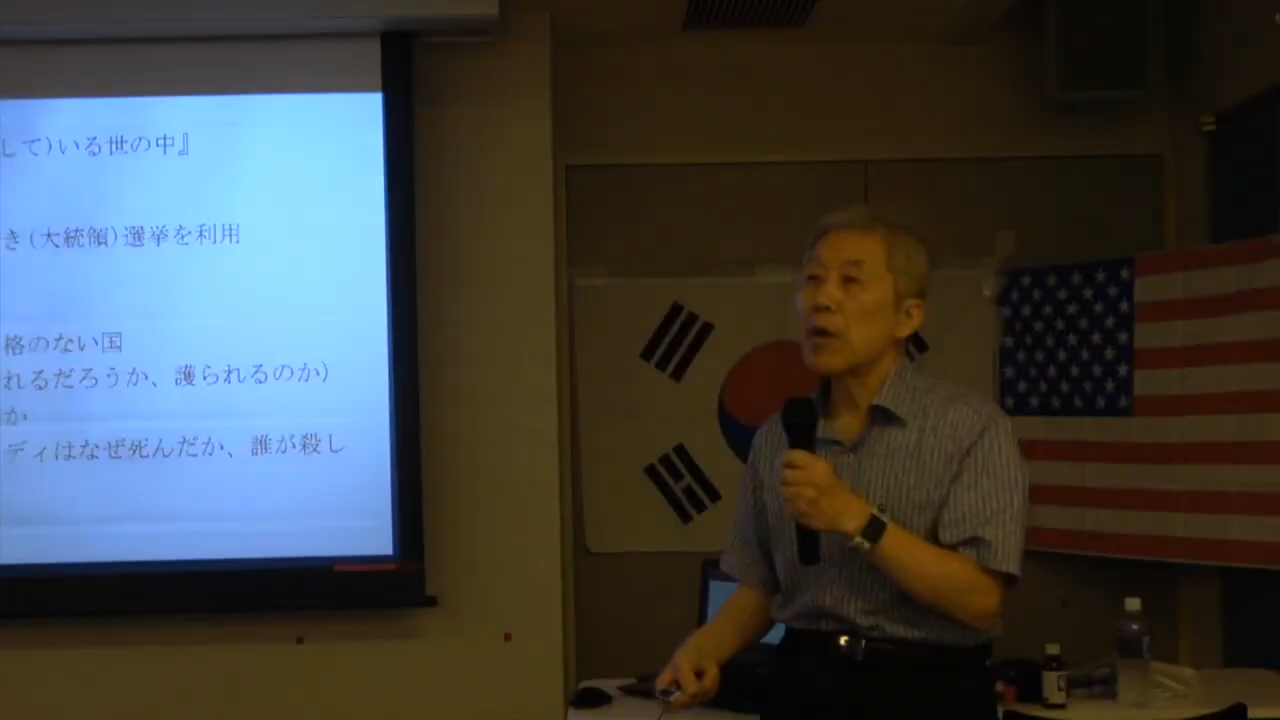 して)いる世の中』
き(大統領)選挙を利用
格のない国
れるだろうか、護られるのか)
か
ディはなぜ死んだか、誰が殺し